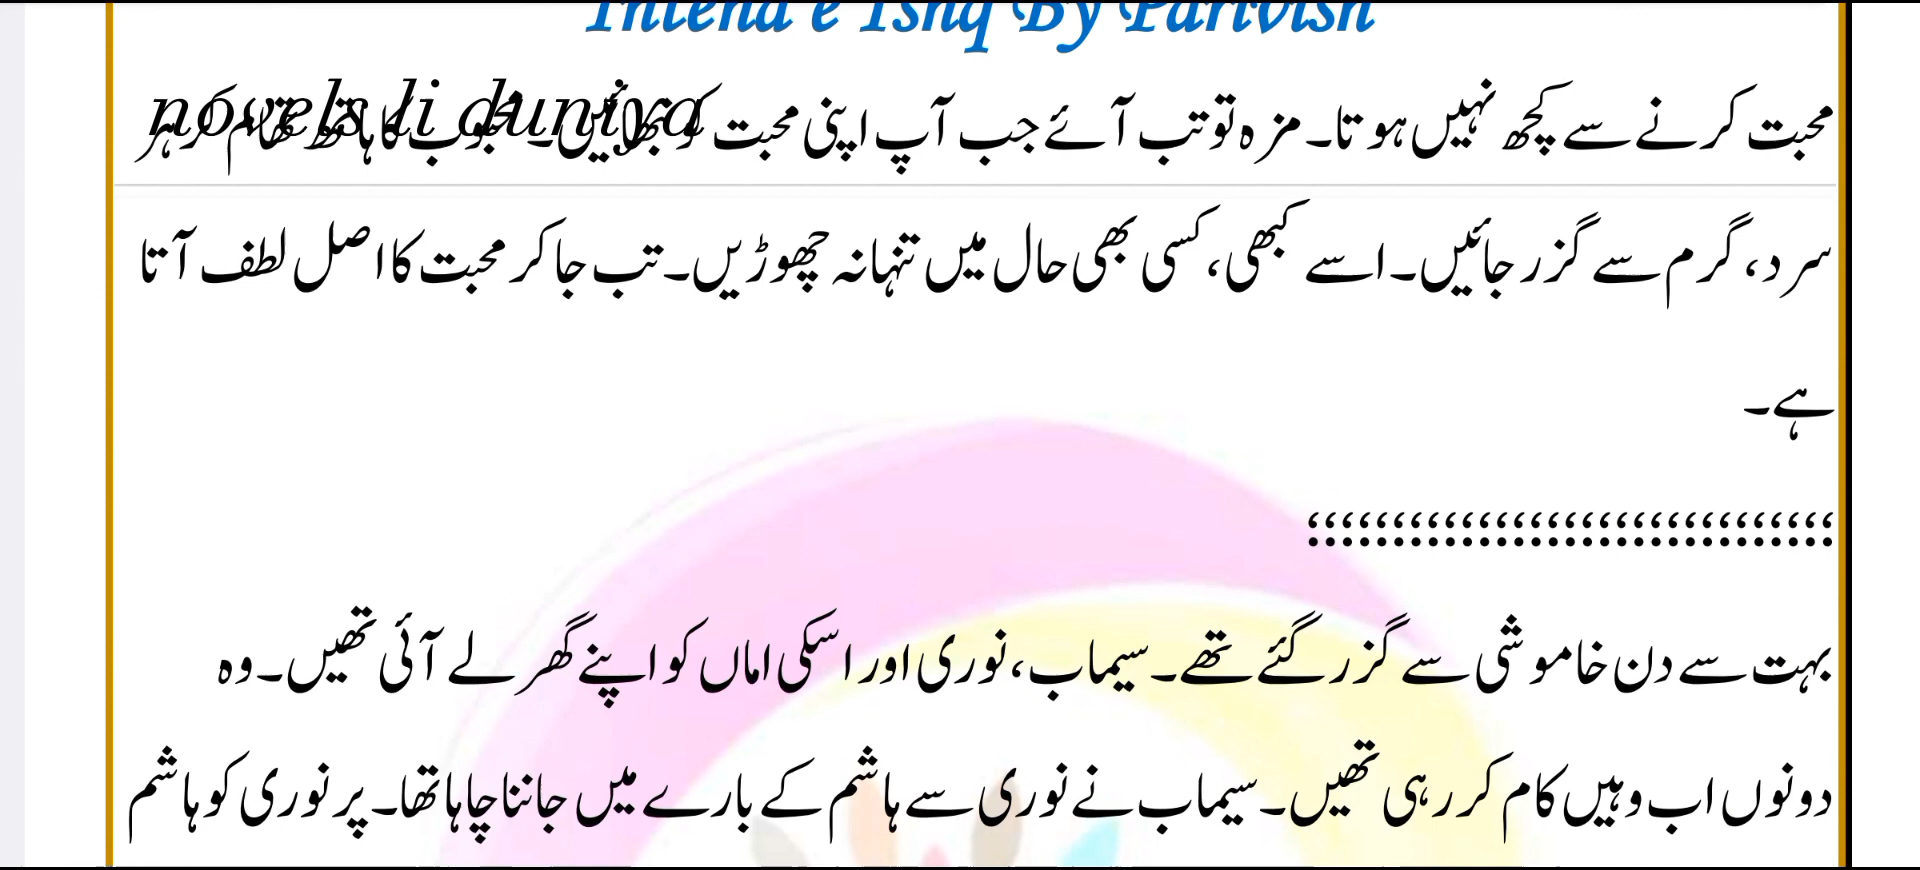 Inteha e Ishq By Parivish
novels ki duniya
محبت کرنے سے کچھ نہیں ہوتا۔ مزہ تو تب آئے جب آپ اپنی محبت کو نبھائیں۔ محبوب کا ہاتھ تھام کر ہر
سرد، گرم سے گزر جائیں۔ اسے کبھی، کسی بھی حال میں تنہا نہ چھوڑیں۔ تب جا کر محبت کا اصل لطف آتا
ہے۔
؛؛؛؛؛؛؛؛؛؛؛؛؛؛؛؛؛؛؛؛؛؛؛؛؛؛؛؛؛؛؛
بہت سے دن خاموشی سے گزر گئے تھے۔ سیماب، نوری اور اسکی اماں کو اپنے گھر لے آئی تھیں۔ وہ
دونوں اب وہیں کام کر رہی تھیں۔ سیماب نے نوری سے ہاشم کے بارے میں جاننا چاہا تھا۔ پر نوری کو ہاشم